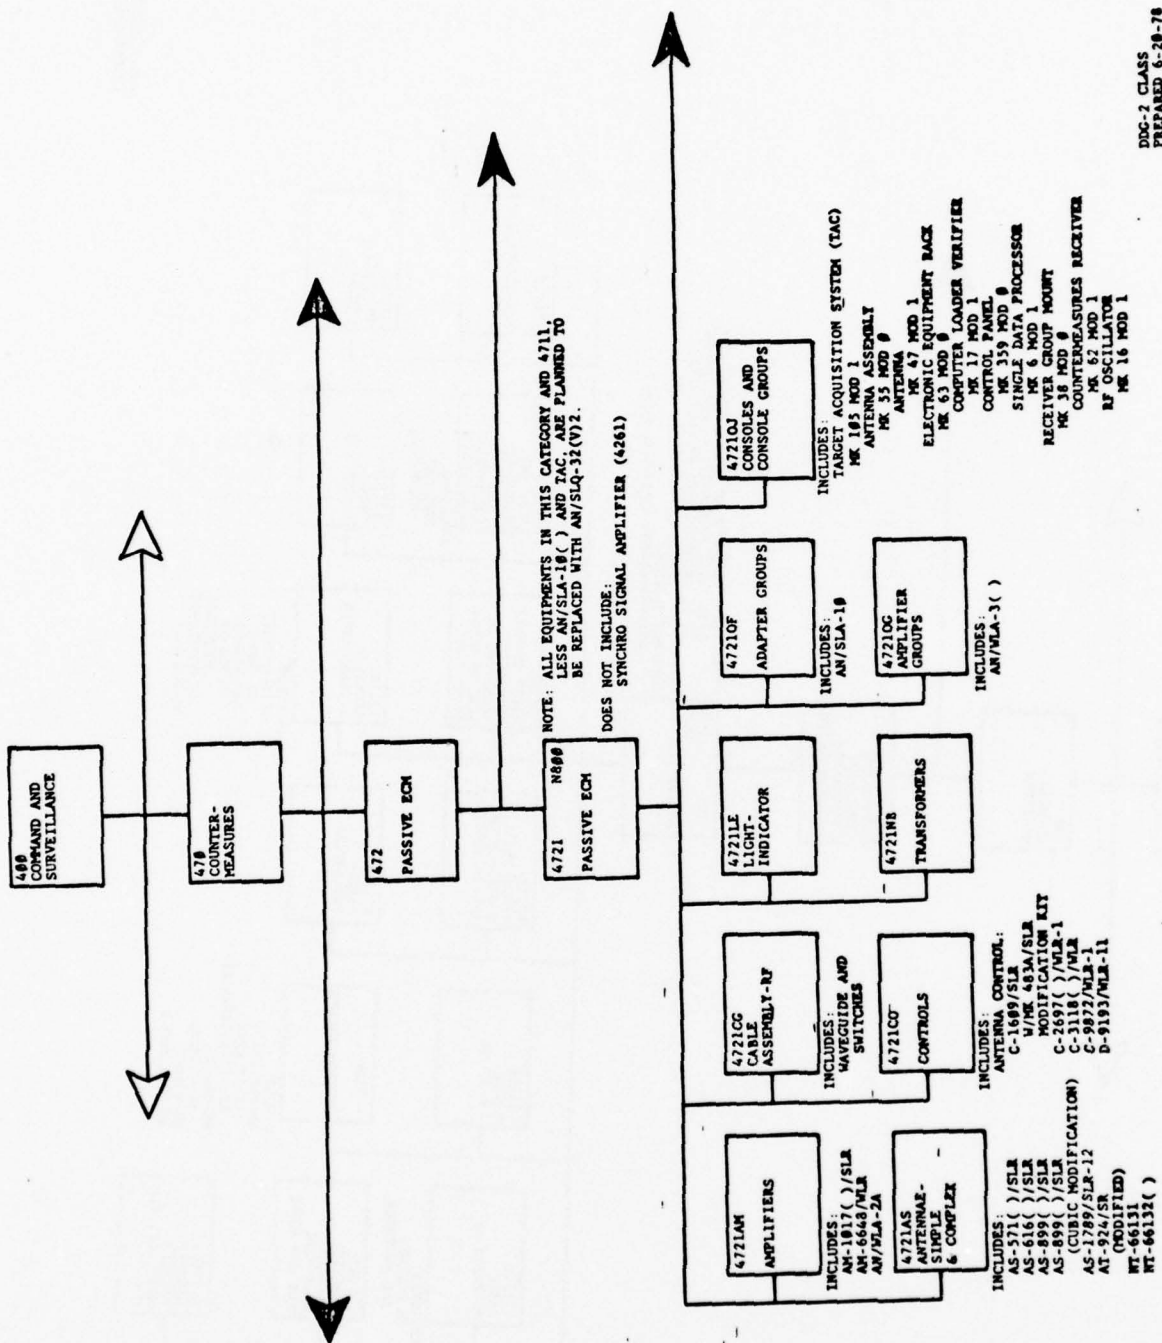 400
COMMAND AND
SURVEILLANCE
470
COUNTER-
MEASURES
472
PASSIVE ECM
4721 N800
PASSIVE ECM
NOTE: ALL EQUIPMENTS IN THIS CATEGORY AND 4711,
LESS AN/SLA-10( ) AND TAC, ARE PLANNED TO
BE REPLACED WITH AN/SLQ-32(V)2.
DOES NOT INCLUDE:
SYNCHRO SIGNAL AMPLIFIER (4261)
4721AM
AMPLIFIERS
INCLUDES:
AM-1017( )/SLR
AM-6648/WLR
AN/WLA-2A
4721AS
ANTENNAE-
SIMPLE
& COMPLEX
INCLUDES:
AS-571( )/SLR
AS-616( )/SLR
AS-899( )/SLR
AS-899( )/SLR
(CUBIC MODIFICATION)
AS-1789/SLR-12
AT-924/SR
(MODIFIED)
NT-66131
NT-66132( )
4721CG
CABLE
ASSEMBLY-RF
INCLUDES:
WAVEGUIDE AND
SWITCHES
4721CO
CONTROLS
INCLUDES:
ANTENNA CONTROL:
C-1609/SLR
W/MK 483A/SLR
MODIFICATION KIT
C-2697( )/WLR-1
C-3118( )/WLR
C-9872/WLR-1
D-9193/WLR-11
4721LE
LIGHT-
INDICATOR
4721NB
TRANSFORMERS
4721OF
ADAPTER GROUPS
INCLUDES:
AN/SLA-10
4721OG
AMPLIFIER
GROUPS
INCLUDES:
AN/WLA-3( )
4721OJ
CONSOLES AND
CONSOLE GROUPS
INCLUDES:
TARGET ACQUISITION SYSTEM (TAC)
MK 105 MOD 1
ANTENNA ASSEMBLY
MK 55 MOD 0
ANTENNA
MK 47 MOD 1
ELECTRONIC EQUIPMENT RACK
MK 63 MOD 0
COMPUTER LOADER VERIFIER
MK 17 MOD 1
CONTROL PANEL
MK 359 MOD 0
SINGLE DATA PROCESSOR
MK 6 MOD 1
RECEIVER GROUP MOUNT
MK 38 MOD 0
COUNTERMEASURES RECEIVER
MK 62 MOD 1
RF OSCILLATOR
MK 16 MOD 1
DDG-2 CLASS
PREPARED 6-20-78